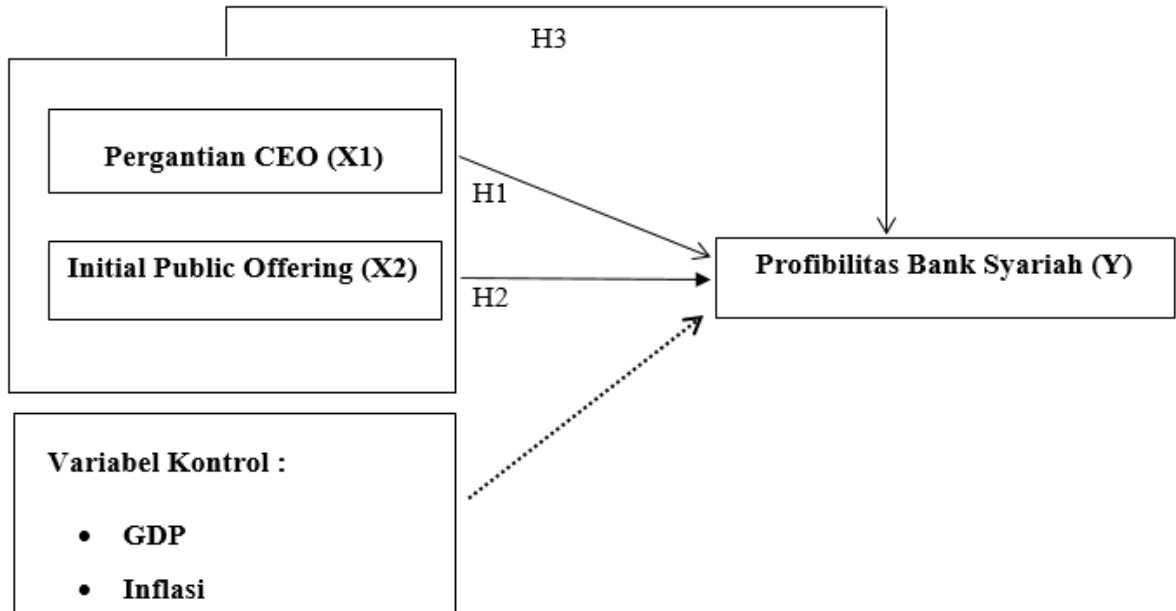 H3
Pergantian CEO (X1)
H1
Initial Public Offering (X2)
H2
Profibilitas Bank Syariah (Y)
Variabel Kontrol :
• GDP
• Inflasi